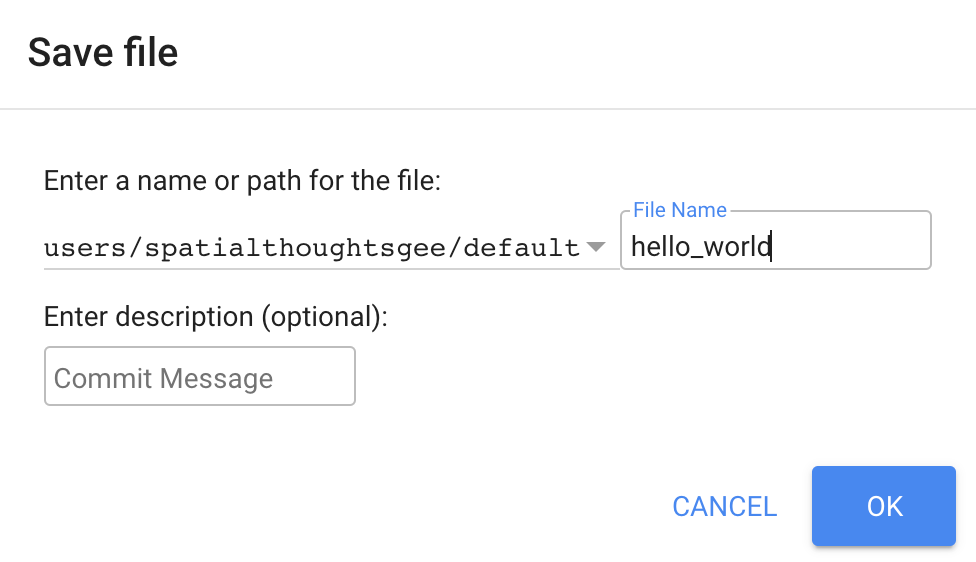 Save file
Enter a name or path for the file:
File Name
users/spatialthoughtsgee/default hello_world
Enter description (optional):
Commit Message
CANCEL OK